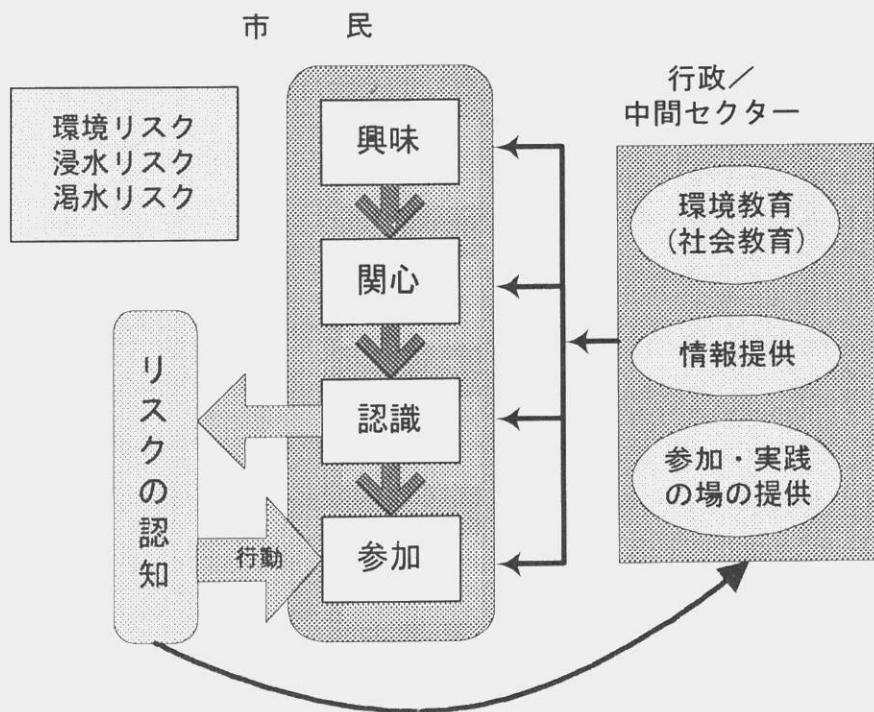 市　　民
環境リスク
浸水リスク
渇水リスク
興味
関心
認識
参加
リスクの認知
行動
行政／
中間セクター
環境教育
(社会教育)
情報提供
参加・実践
の場の提供